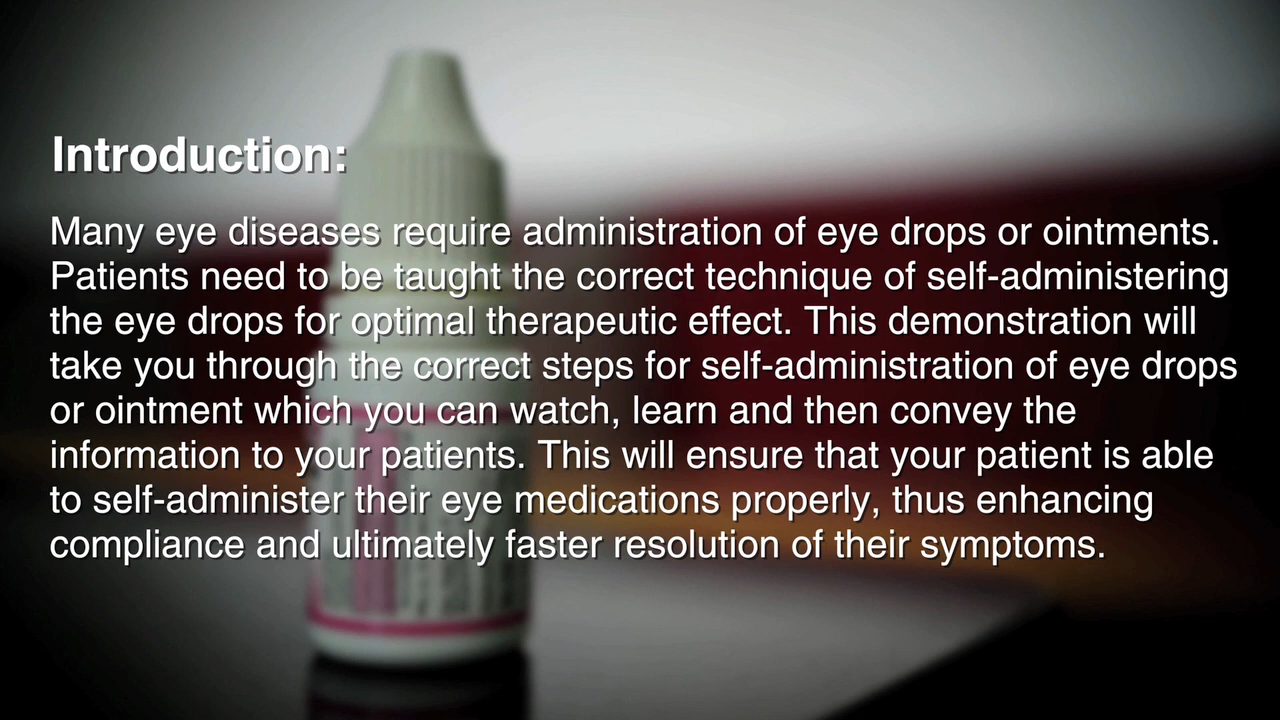 Introduction:
Many eye diseases require administration of eye drops or ointments.
Patients need to be taught the correct technique of self-administering
the eye drops for optimal therapeutic effect. This demonstration will
take you through the correct steps for self-administration of eye drops
or ointment which you can watch, learn and then convey the
information to your patients. This will ensure that your patient is able
to self-administer their eye medications properly, thus enhancing
compliance and ultimately faster resolution of their symptoms.